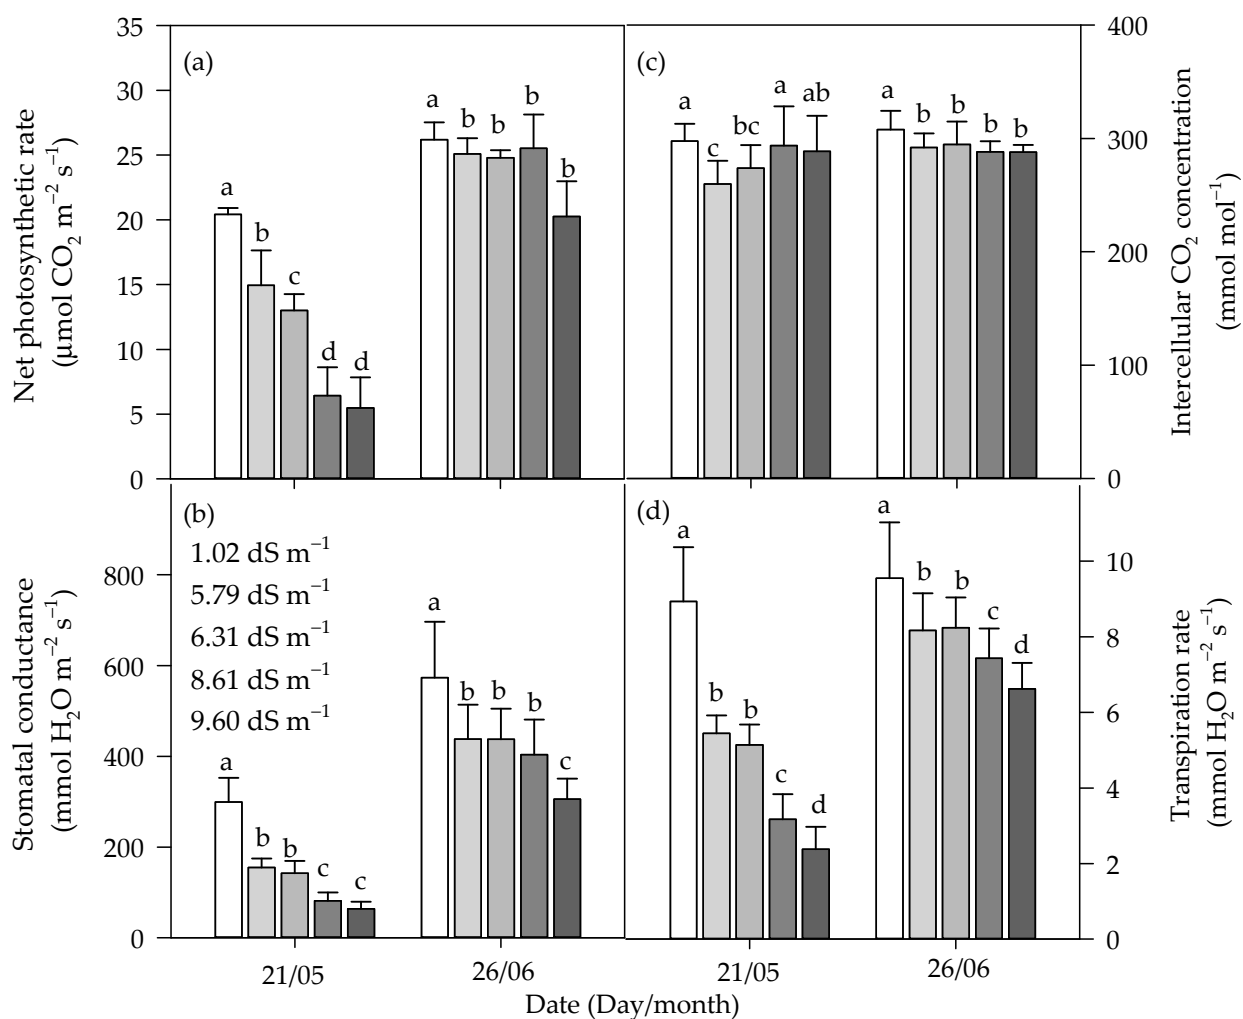 35
30
25
20
15
10
5
0
Net photosynthetic rate
(µmol CO₂ m⁻² s⁻¹)
(a)
a
b
c
d
d
a
b
b
b
b
(c)
a
c
bc
a
ab
a
b
b
b
b
400
300
200
100
0
Intercellular CO₂ concentration
(mmol mol⁻¹)
800
600
400
200
0
Stomatal conductance
(mmol H₂O m⁻² s⁻¹)
(b)
1.02 dS m⁻¹
5.79 dS m⁻¹
6.31 dS m⁻¹
8.61 dS m⁻¹
9.60 dS m⁻¹
a
b
b
c
c
a
b
b
b
c
(d)
a
b
b
c
d
a
b
b
c
d
10
8
6
4
2
0
Transpiration rate
(mmol H₂O m⁻² s⁻¹)
21/05
26/06
21/05
26/06
Date (Day/month)